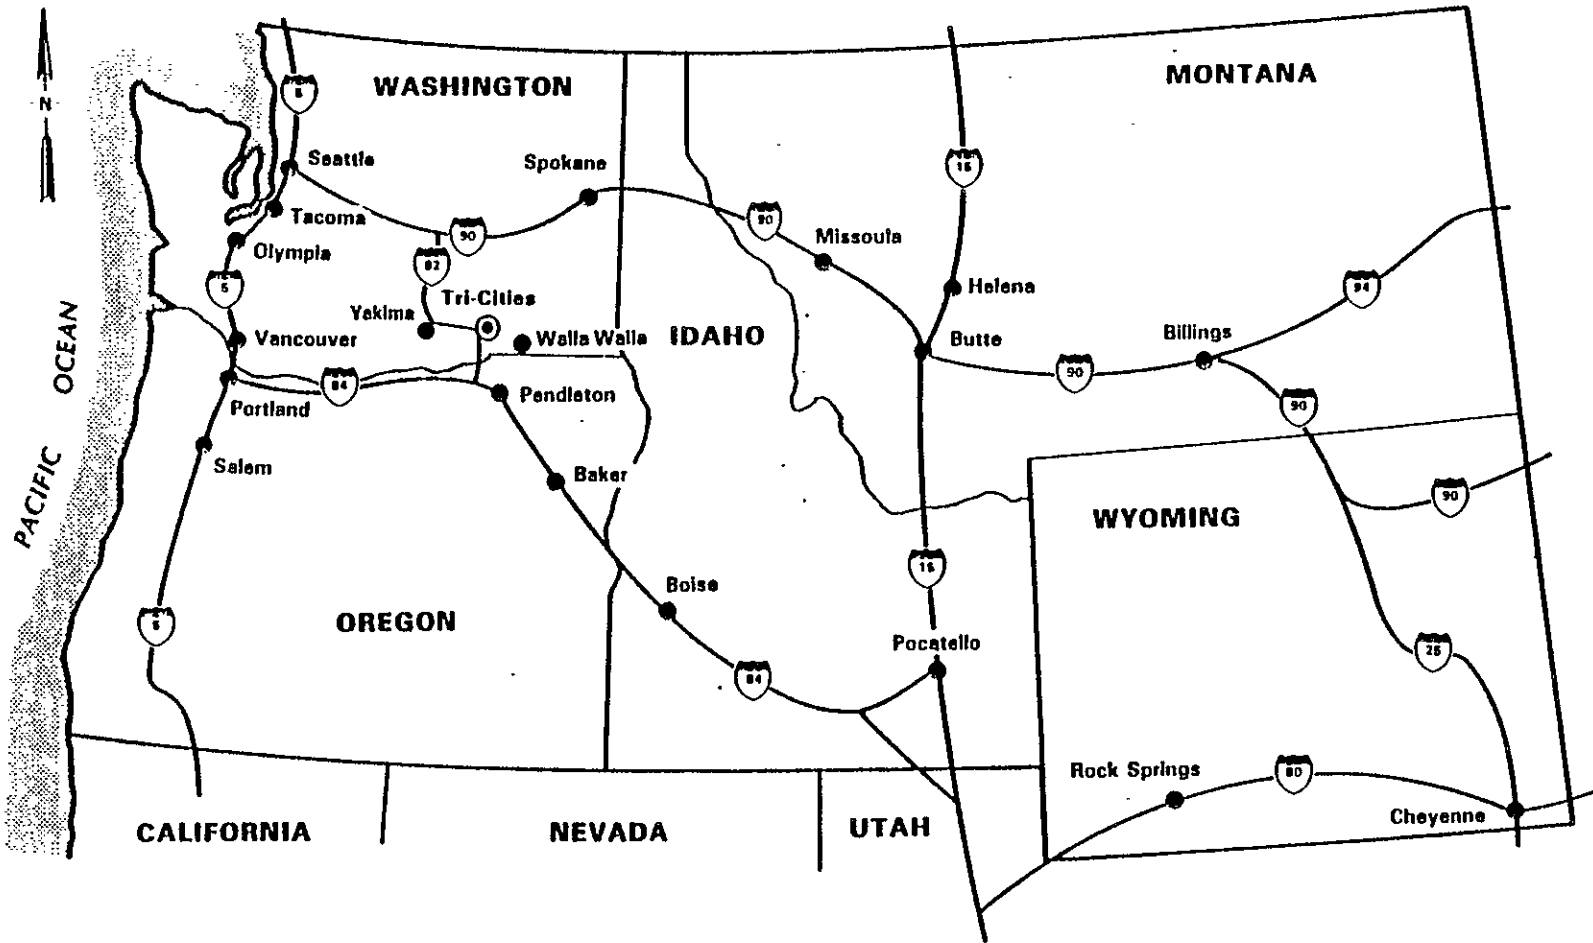 N
WASHINGTON
MONTANA
5
Seattle
Spokane
15
Tacoma
90
90
Missoula
Olympia
82
5
Tri-Cities
Yakima
Helena
94
PACIFIC OCEAN
Vancouver
Walla Walla
IDAHO
Butte
Billings
84
90
Portland
Pendleton
90
Salem
Baker
90
WYOMING
15
Boise
OREGON
5
Pocatello
84
25
Rock Springs
80
Cheyenne
CALIFORNIA
NEVADA
UTAH